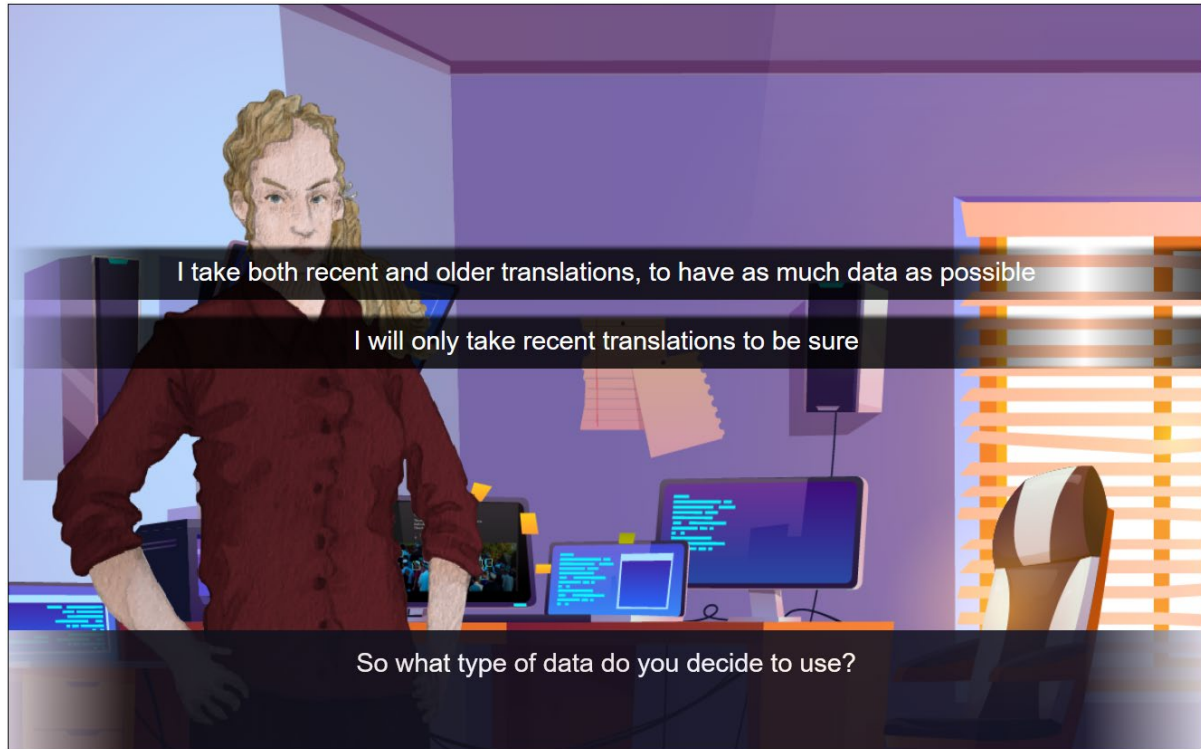 I take both recent and older translations, to have as much data as possible
I will only take recent translations to be sure
So what type of data do you decide to use?